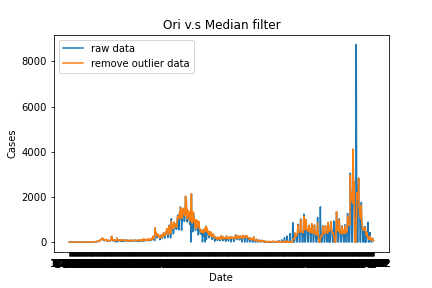 Ori v.s Median filter
raw data
remove outlier data
8000
6000
4000
2000
0
Cases
Date